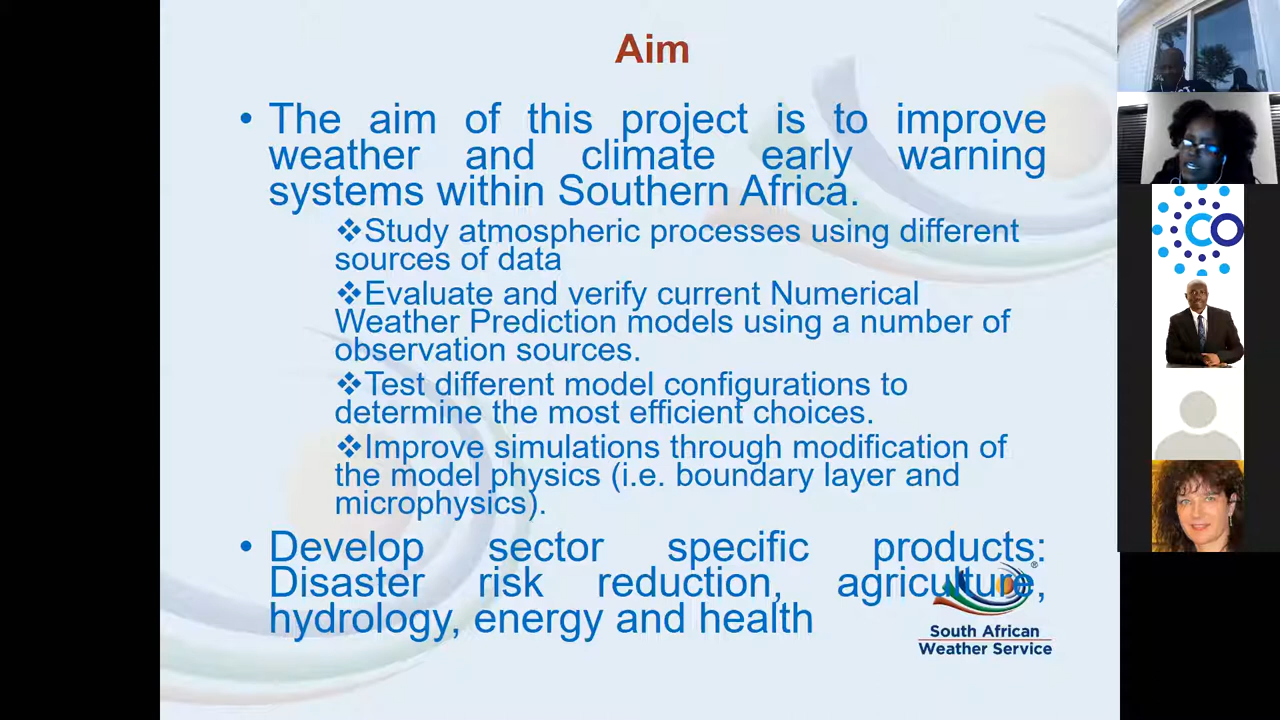 Aim
• The aim of this project is to improve
weather and climate early warning
systems within Southern Africa.
❖Study atmospheric processes using different
sources of data
❖Evaluate and verify current Numerical
Weather Prediction models using a number of
observation sources.
❖Test different model configurations to
determine the most efficient choices.
❖Improve simulations through modification of
the model physics (i.e. boundary layer and
microphysics).
• Develop sector specific products:
Disaster risk reduction, agriculture,
hydrology, energy and health
®
South African
Weather Service
CO